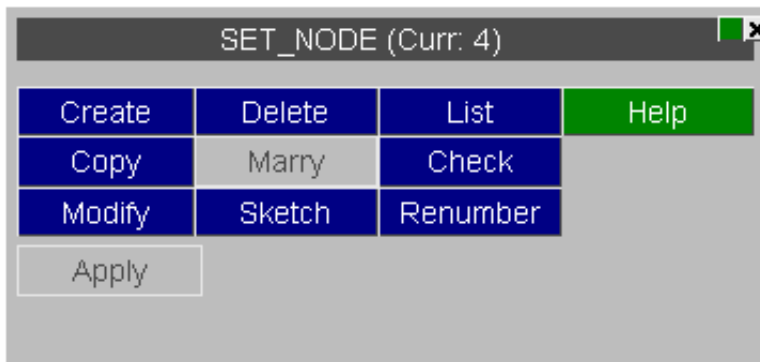 SET_NODE (Curr: 4)
Create Delete List Help
Copy Marry Check
Modify Sketch Renumber
Apply